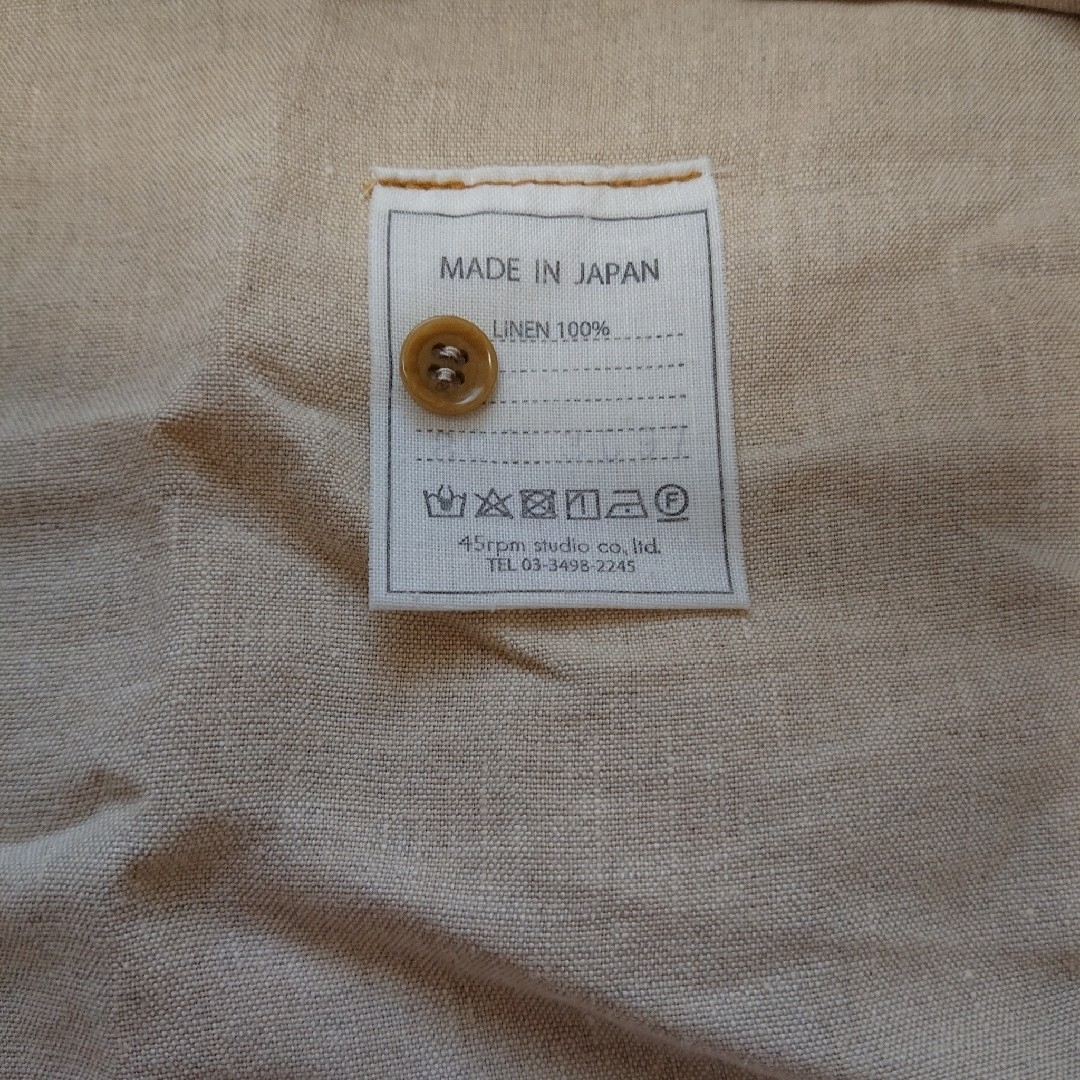 MADE IN JAPAN
LINEN 100%
F
45rpm studio co., ltd.
TEL 03-3498-2245